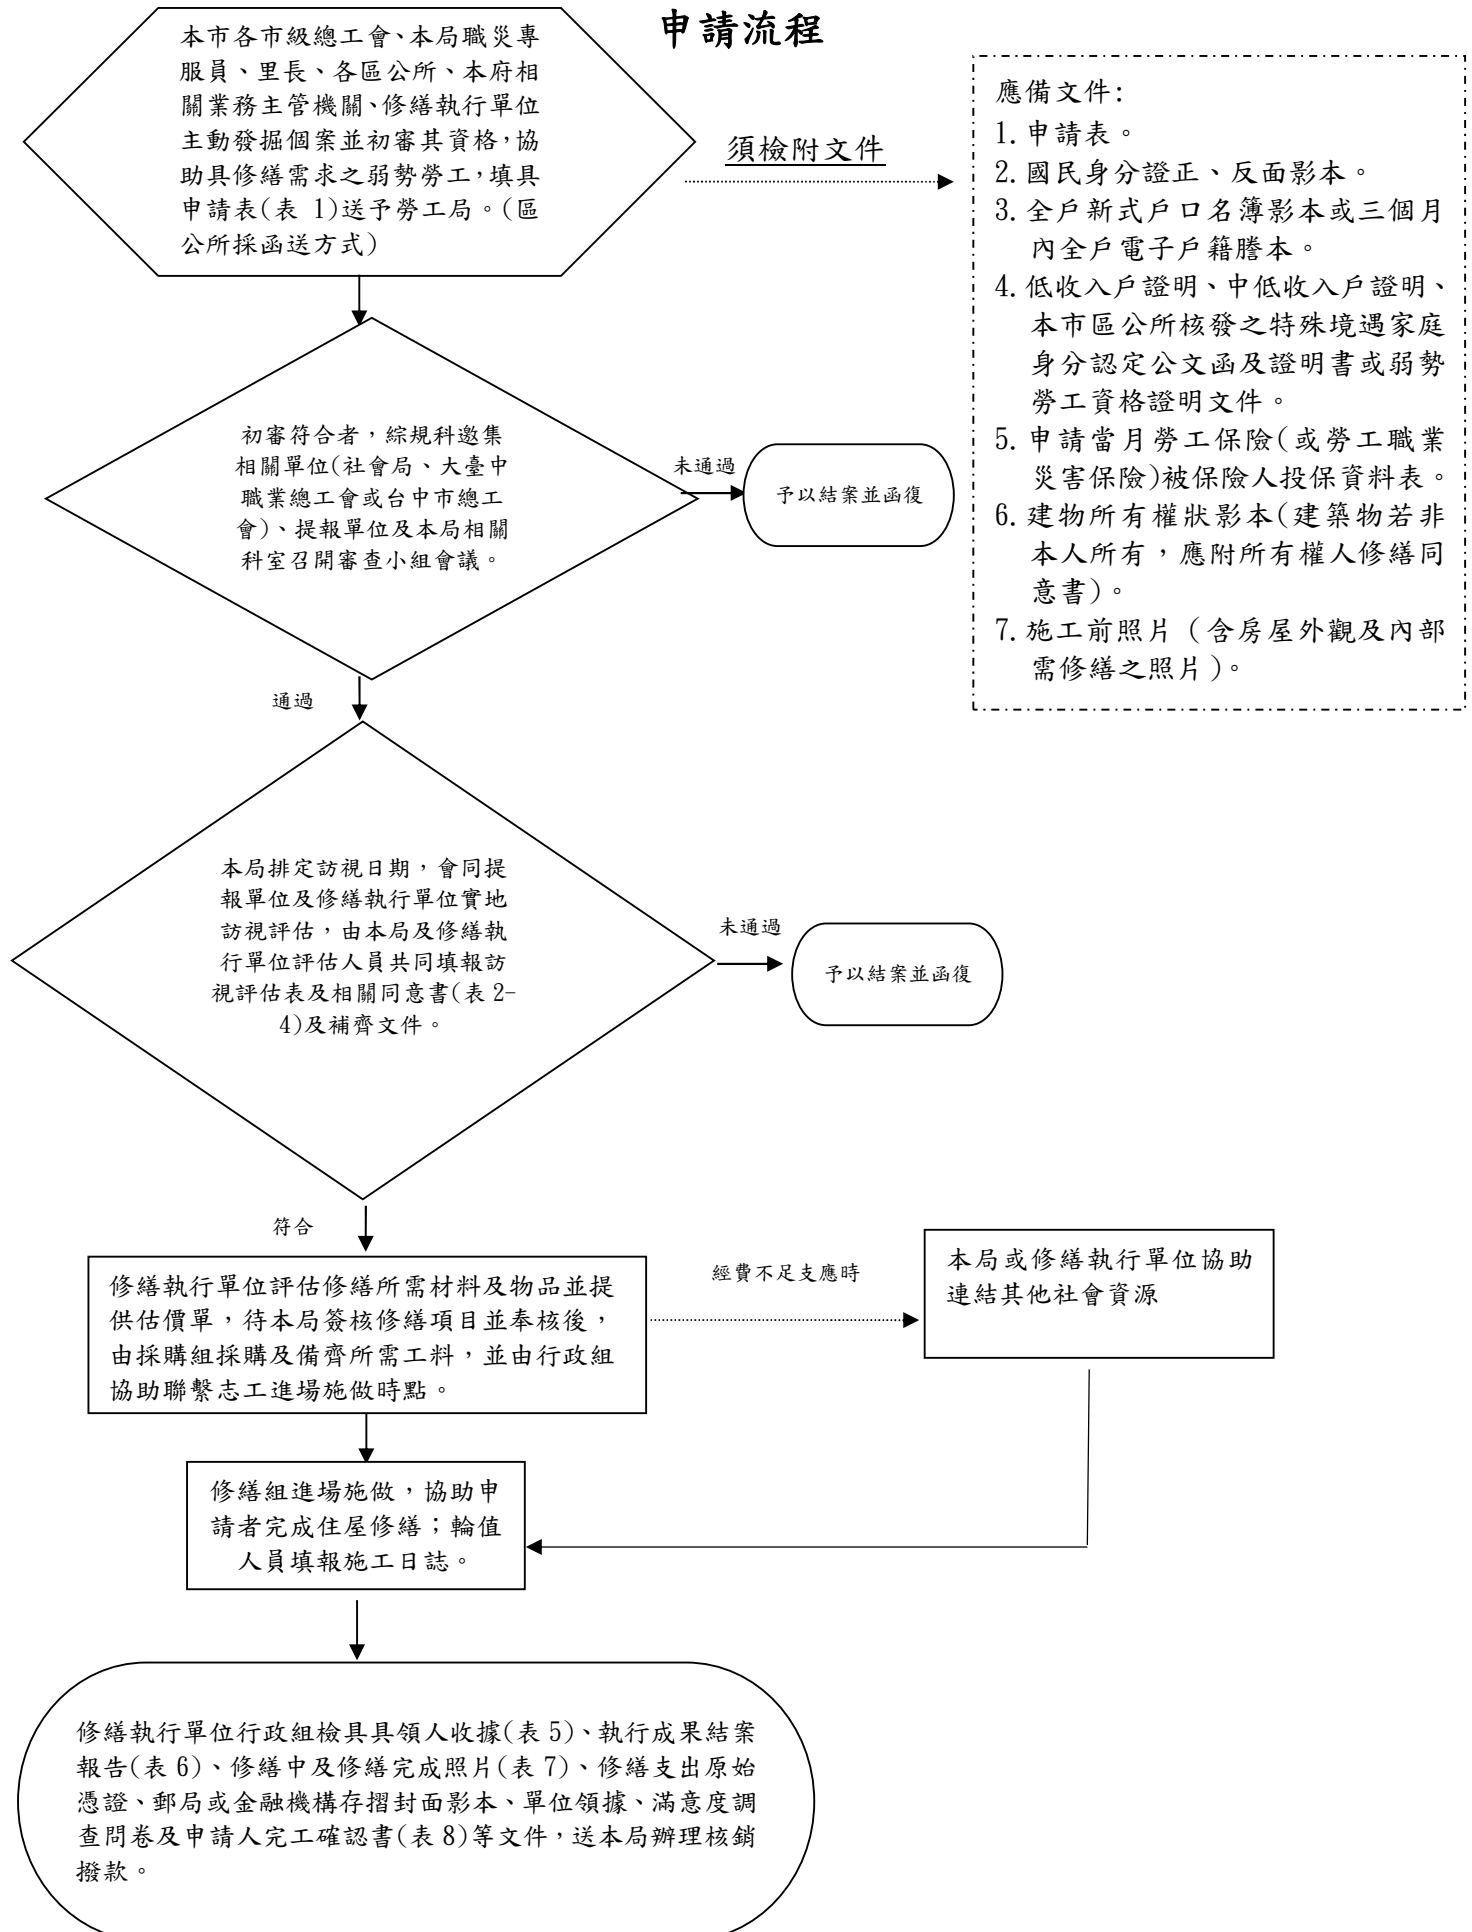 申請流程
本市各市級總工會、本局職災專
服員、里長、各區公所、本府相
關業務主管機關、修繕執行單位
主動發掘個案並初審其資格，協
助具修繕需求之弱勢勞工，填具
申請表(表 1)送予勞工局。(區
公所採函送方式)
須檢附文件
應備文件:
1.申請表。
2.國民身分證正、反面影本。
3.全戶新式戶口名簿影本或三個月
內全戶電子戶籍謄本。
4.低收入戶證明、中低收入戶證明、
本市區公所核發之特殊境遇家庭
身分認定公文函及證明書或弱勢
勞工資格證明文件。
5.申請當月勞工保險(或勞工職業
災害保險)被保險人投保資料表。
6.建物所有權狀影本(建築物若非
本人所有，應附所有權人修繕同
意書)。
7.施工前照片（含房屋外觀及內部
需修繕之照片）。
初審符合者，綜規科邀集
相關單位(社會局、大臺中
職業總工會或台中市總工
會)、提報單位及本局相關
科室召開審查小組會議。
未通過
予以結案並函復
通過
本局排定訪視日期，會同提
報單位及修繕執行單位實地
訪視評估，由本局及修繕執
行單位評估人員共同填報訪
視評估表及相關同意書(表 2-
4)及補齊文件。
未通過
予以結案並函復
符合
修繕執行單位評估修繕所需材料及物品並提
供估價單，待本局簽核修繕項目並奉核後，
由採購組採購及備齊所需工料，並由行政組
協助聯繫志工進場施做時點。
經費不足支應時
本局或修繕執行單位協助
連結其他社會資源
修繕組進場施做，協助申
請者完成住屋修繕；輪值
人員填報施工日誌。
修繕執行單位行政組檢具具領人收據(表 5)、執行成果結案
報告(表 6)、修繕中及修繕完成照片(表 7)、修繕支出原始
憑證、郵局或金融機構存摺封面影本、單位領據、滿意度調
查問卷及申請人完工確認書(表 8)等文件，送本局辦理核銷
撥款。